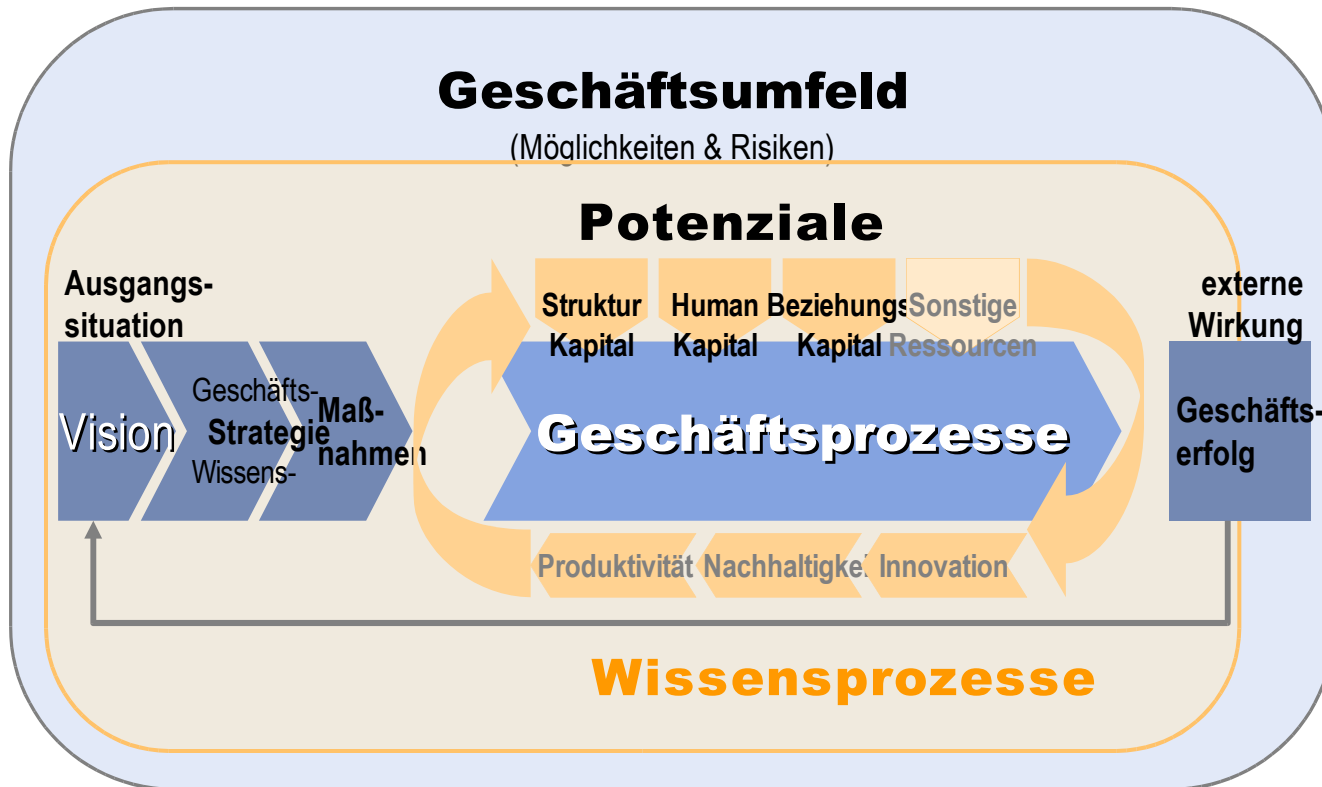 Geschäftsumfeld
(Möglichkeiten & Risiken)
Potenziale
Ausgangs-
situation
Struktur
Kapital
Human
Kapital
Beziehungs
Kapital
Sonstige
Ressourcen
externe
Wirkung
Vision
Geschäfts-
Strategie
Wissens-
Maß-
nahmen
Geschäftsprozesse
Geschäfts-
erfolg
Produktivität
Nachhaltigkei
Innovation
Wissensprozesse